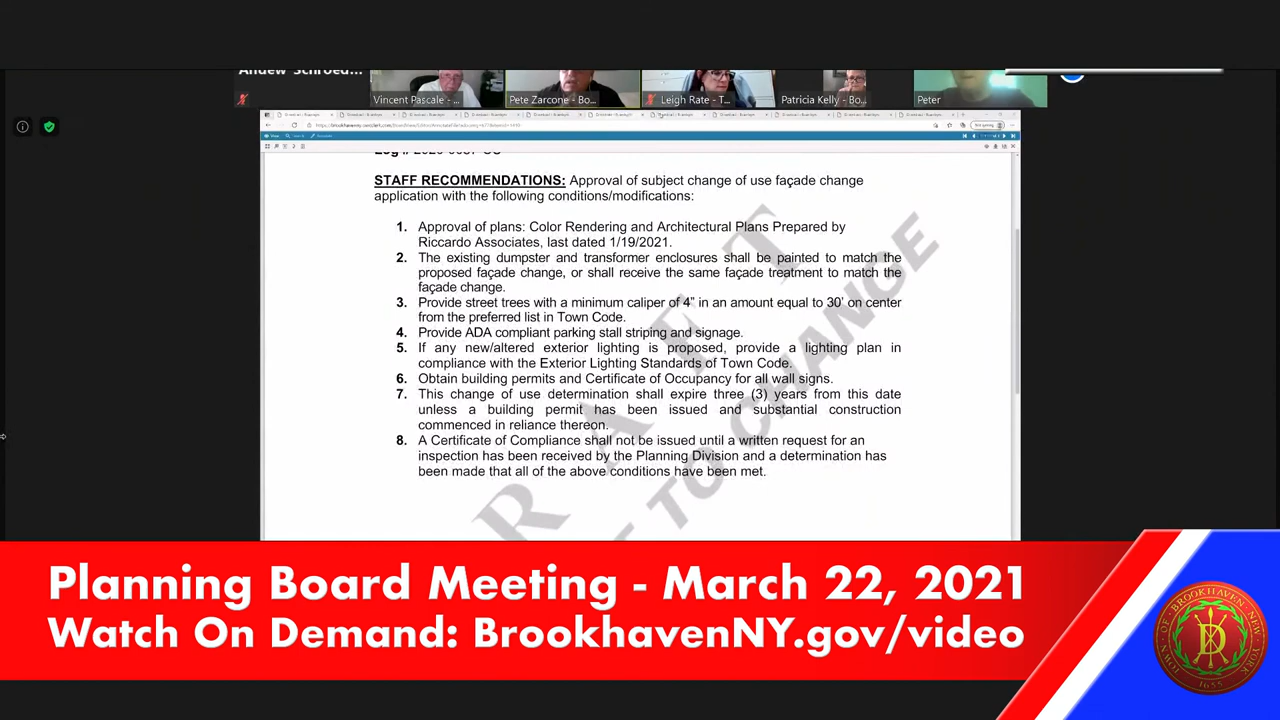 Vincent Pascale - ...
Pete Zarcone - Bo...
Leigh Rate - T...
Patricia Kelly - Bo...
Peter
STAFF RECOMMENDATIONS: Approval of subject change of use façade change
application with the following conditions/modifications:
1. Approval of plans: Color Rendering and Architectural Plans Prepared by
Riccardo Associates, last dated 1/19/2021.
2. The existing dumpster and transformer enclosures shall be painted to match the
proposed façade change, or shall receive the same façade treatment to match the
façade change.
3. Provide street trees with a minimum caliper of 4" in an amount equal to 30' on center
from the preferred list in Town Code.
4. Provide ADA compliant parking stall striping and signage.
5. If any new/altered exterior lighting is proposed, provide a lighting plan in
compliance with the Exterior Lighting Standards of Town Code.
6. Obtain building permits and Certificate of Occupancy for all wall signs.
7. This change of use determination shall expire three (3) years from this date
unless a building permit has been issued and substantial construction
commenced in reliance thereon.
8. A Certificate of Compliance shall not be issued until a written request for an
inspection has been received by the Planning Division and a determination has
been made that all of the above conditions have been met.
R A F T
TO CHANGE
Planning Board Meeting - March 22, 2021
Watch On Demand: BrookhavenNY.gov/video
TOWN OF BROOKHAVEN NEW YORK
1655